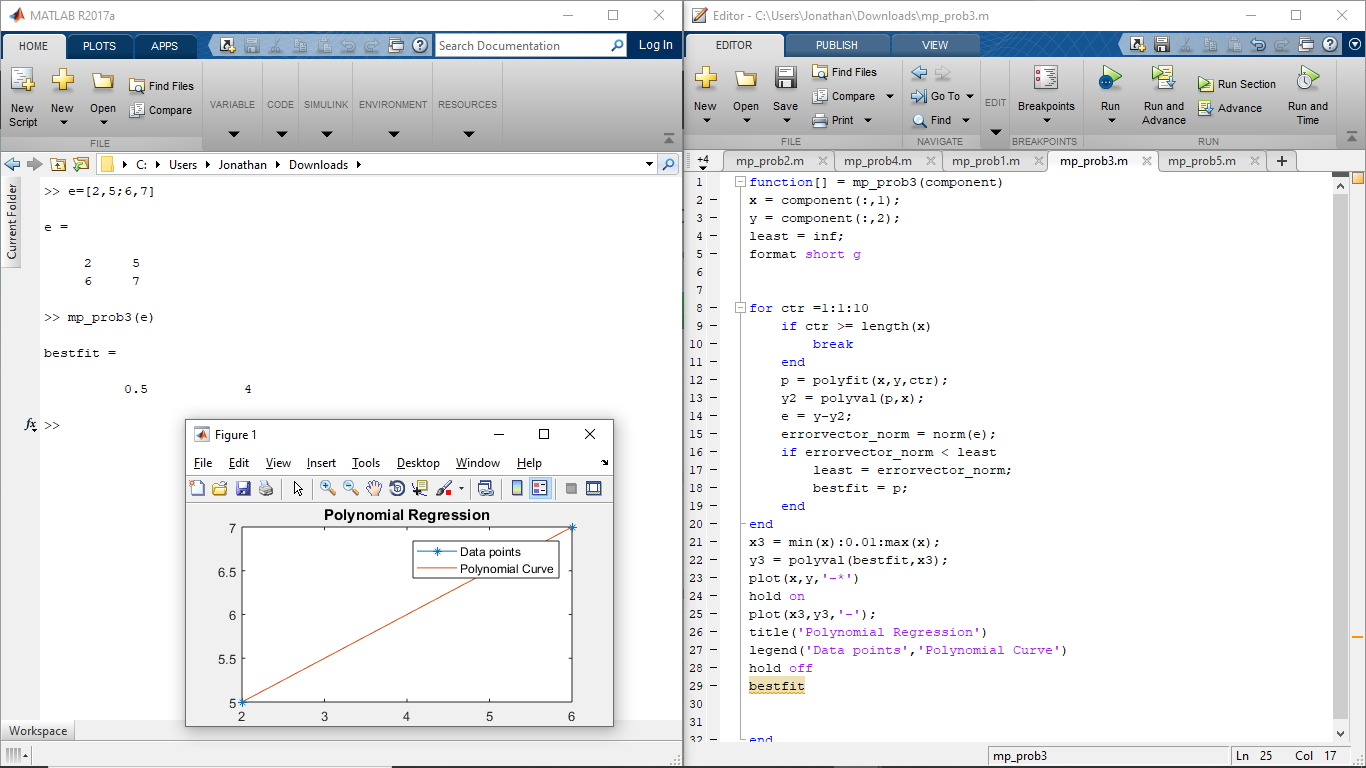 MATLAB R2017a
HOME PLOTS APPS Search Documentation Log In
New Script New Open Find Files Compare VARIABLE CODE SIMULINK ENVIRONMENT RESOURCES
FILE
C: Users Jonathan Downloads
Current Folder
>> e=[2,5;6,7]
e =
2 5
6 7
>> mp_prob3(e)
bestfit =
0.5 4
fx >>
Figure 1
File Edit View Insert Tools Desktop Window Help
Polynomial Regression
Data points
Polynomial Curve
7
6.5
6
5.5
5
2 3 4 5 6
Workspace
Editor - C:\Users\Jonathan\Downloads\mp_prob3.m
EDITOR PUBLISH VIEW
New Open Save Find Files Compare Print Go To Find EDIT Breakpoints Run Run and Advance Run Section Advance Run and Time
FILE NAVIGATE BREAKPOINTS RUN
+4 mp_prob2.m mp_prob4.m mp_prob1.m mp_prob3.m mp_prob5.m
1 function[] = mp_prob3(component)
2 x = component(:,1);
3 y = component(:,2);
4 least = inf;
5 format short g
6
7
8 for ctr =1:1:10
9 if ctr >= length(x)
10 break
11 end
12 p = polyfit(x,y,ctr);
13 y2 = polyval(p,x);
14 e = y-y2;
15 errorvector_norm = norm(e);
16 if errorvector_norm < least
17 least = errorvector_norm;
18 bestfit = p;
19 end
20 end
21 x3 = min(x):0.01:max(x);
22 y3 = polyval(bestfit,x3);
23 plot(x,y,'-*')
24 hold on
25 plot(x3,y3,'-');
26 title('Polynomial Regression')
27 legend('Data points','Polynomial Curve')
28 hold off
29 bestfit
30
31
32 end
mp_prob3 Ln 25 Col 17